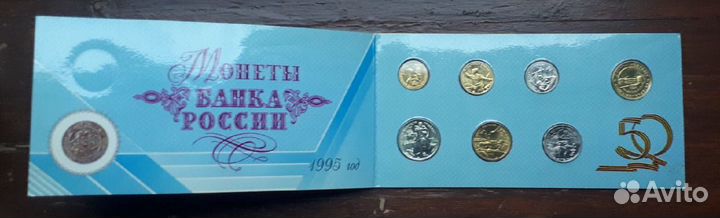 Монеты
Банка
России
1995 год
50
Avito